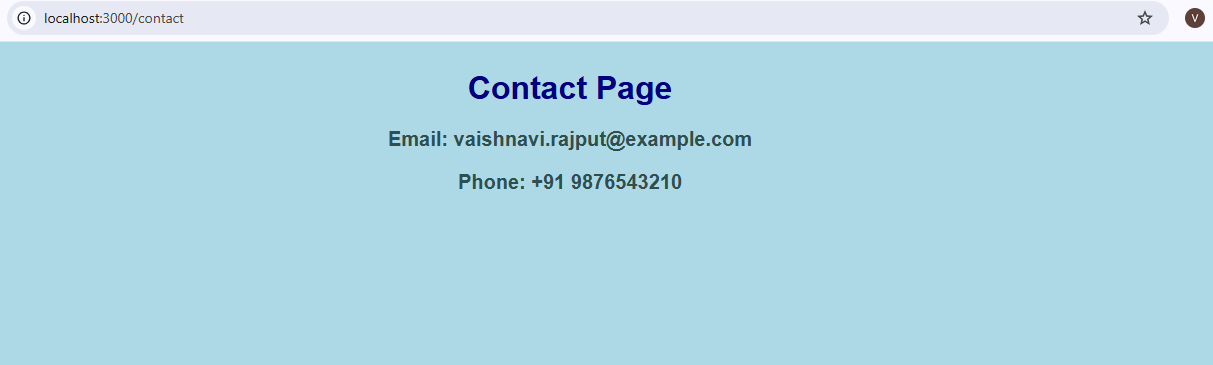 localhost:3000/contact
V
Contact Page
Email: vaishnavi.rajput@example.com
Phone: +91 9876543210